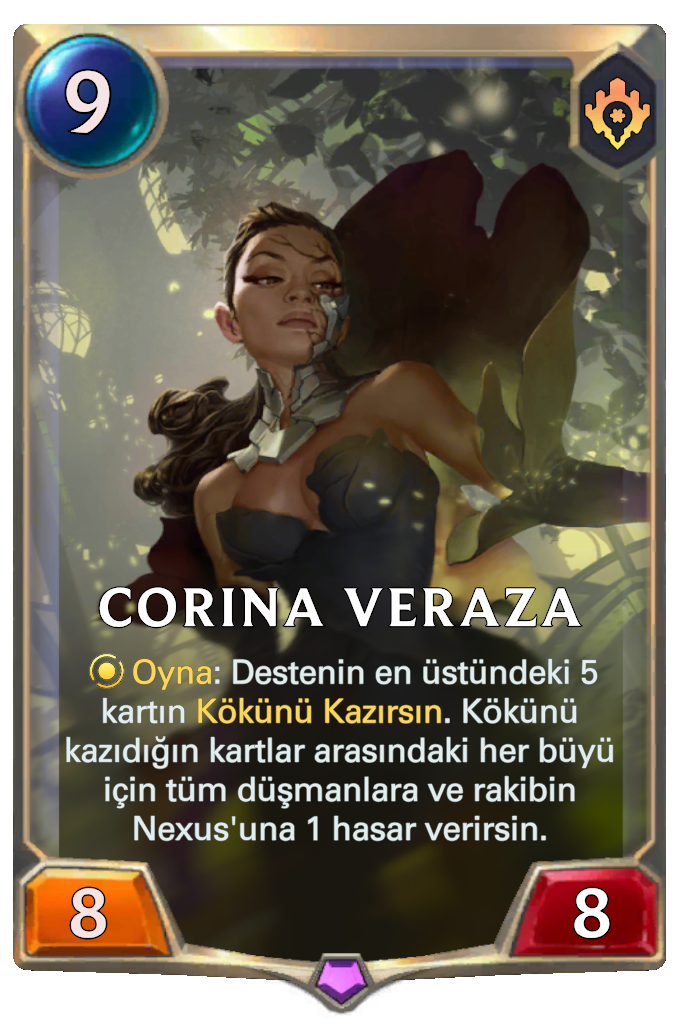 9
CORINA VERAZA
Oyna: Destenin en üstündeki 5
kartın Kökünü Kazırsın. Kökünü
kazıdığın kartlar arasındaki her büyü
için tüm düşmanlara ve rakibin
Nexus'una 1 hasar verirsin.
8
8